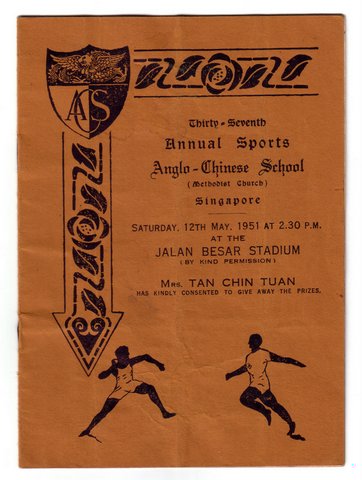 ACS
Thirty-Seventh
Annual Sports
Anglo-Chinese School
(Methodist Church)
Singapore
SATURDAY, 12TH MAY, 1951 AT 2.30 P.M.
AT THE
JALAN BESAR STADIUM
(BY KIND PERMISSION)
MRS. TAN CHIN TUAN
HAS KINDLY CONSENTED TO GIVE AWAY THE PRIZES.